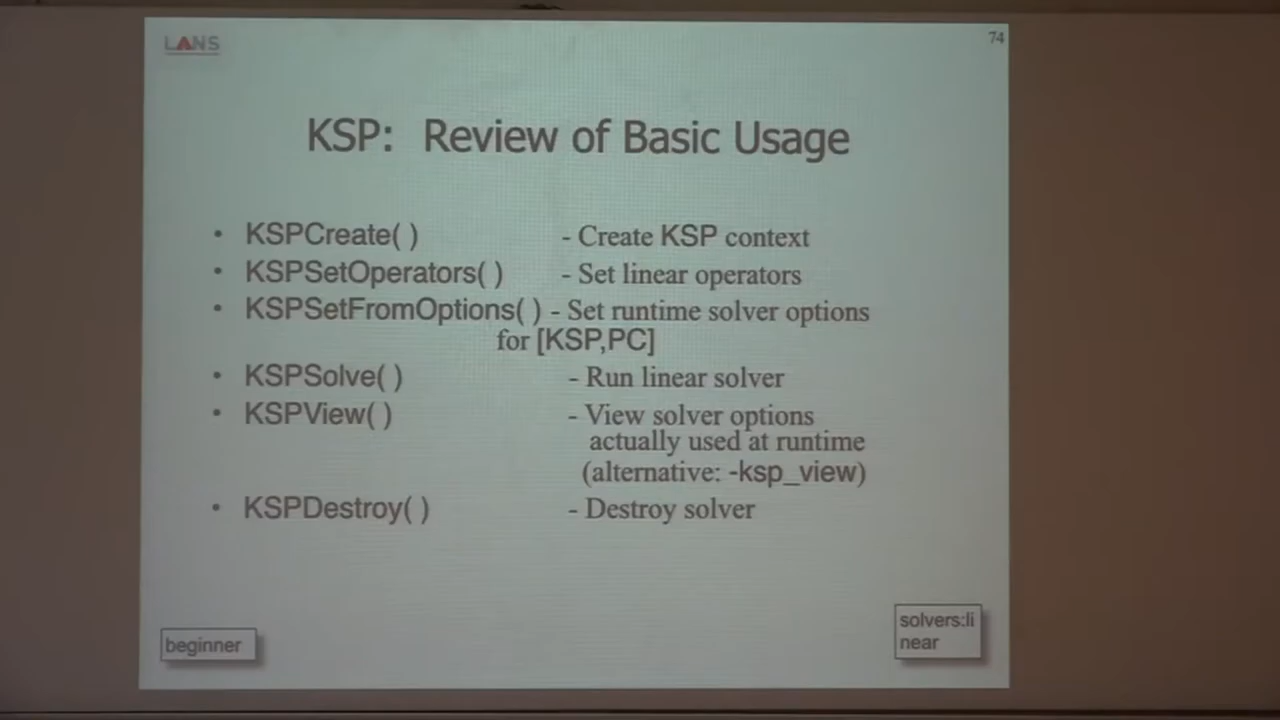 LANS
74
KSP: Review of Basic Usage
• KSPCreate( ) - Create KSP context
• KSPSetOperators( ) - Set linear operators
• KSPSetFromOptions( ) - Set runtime solver options
for [KSP,PC]
• KSPSolve( ) - Run linear solver
• KSPView( ) - View solver options
actually used at runtime
(alternative: -ksp_view)
• KSPDestroy( ) - Destroy solver
beginner
solvers:li
near